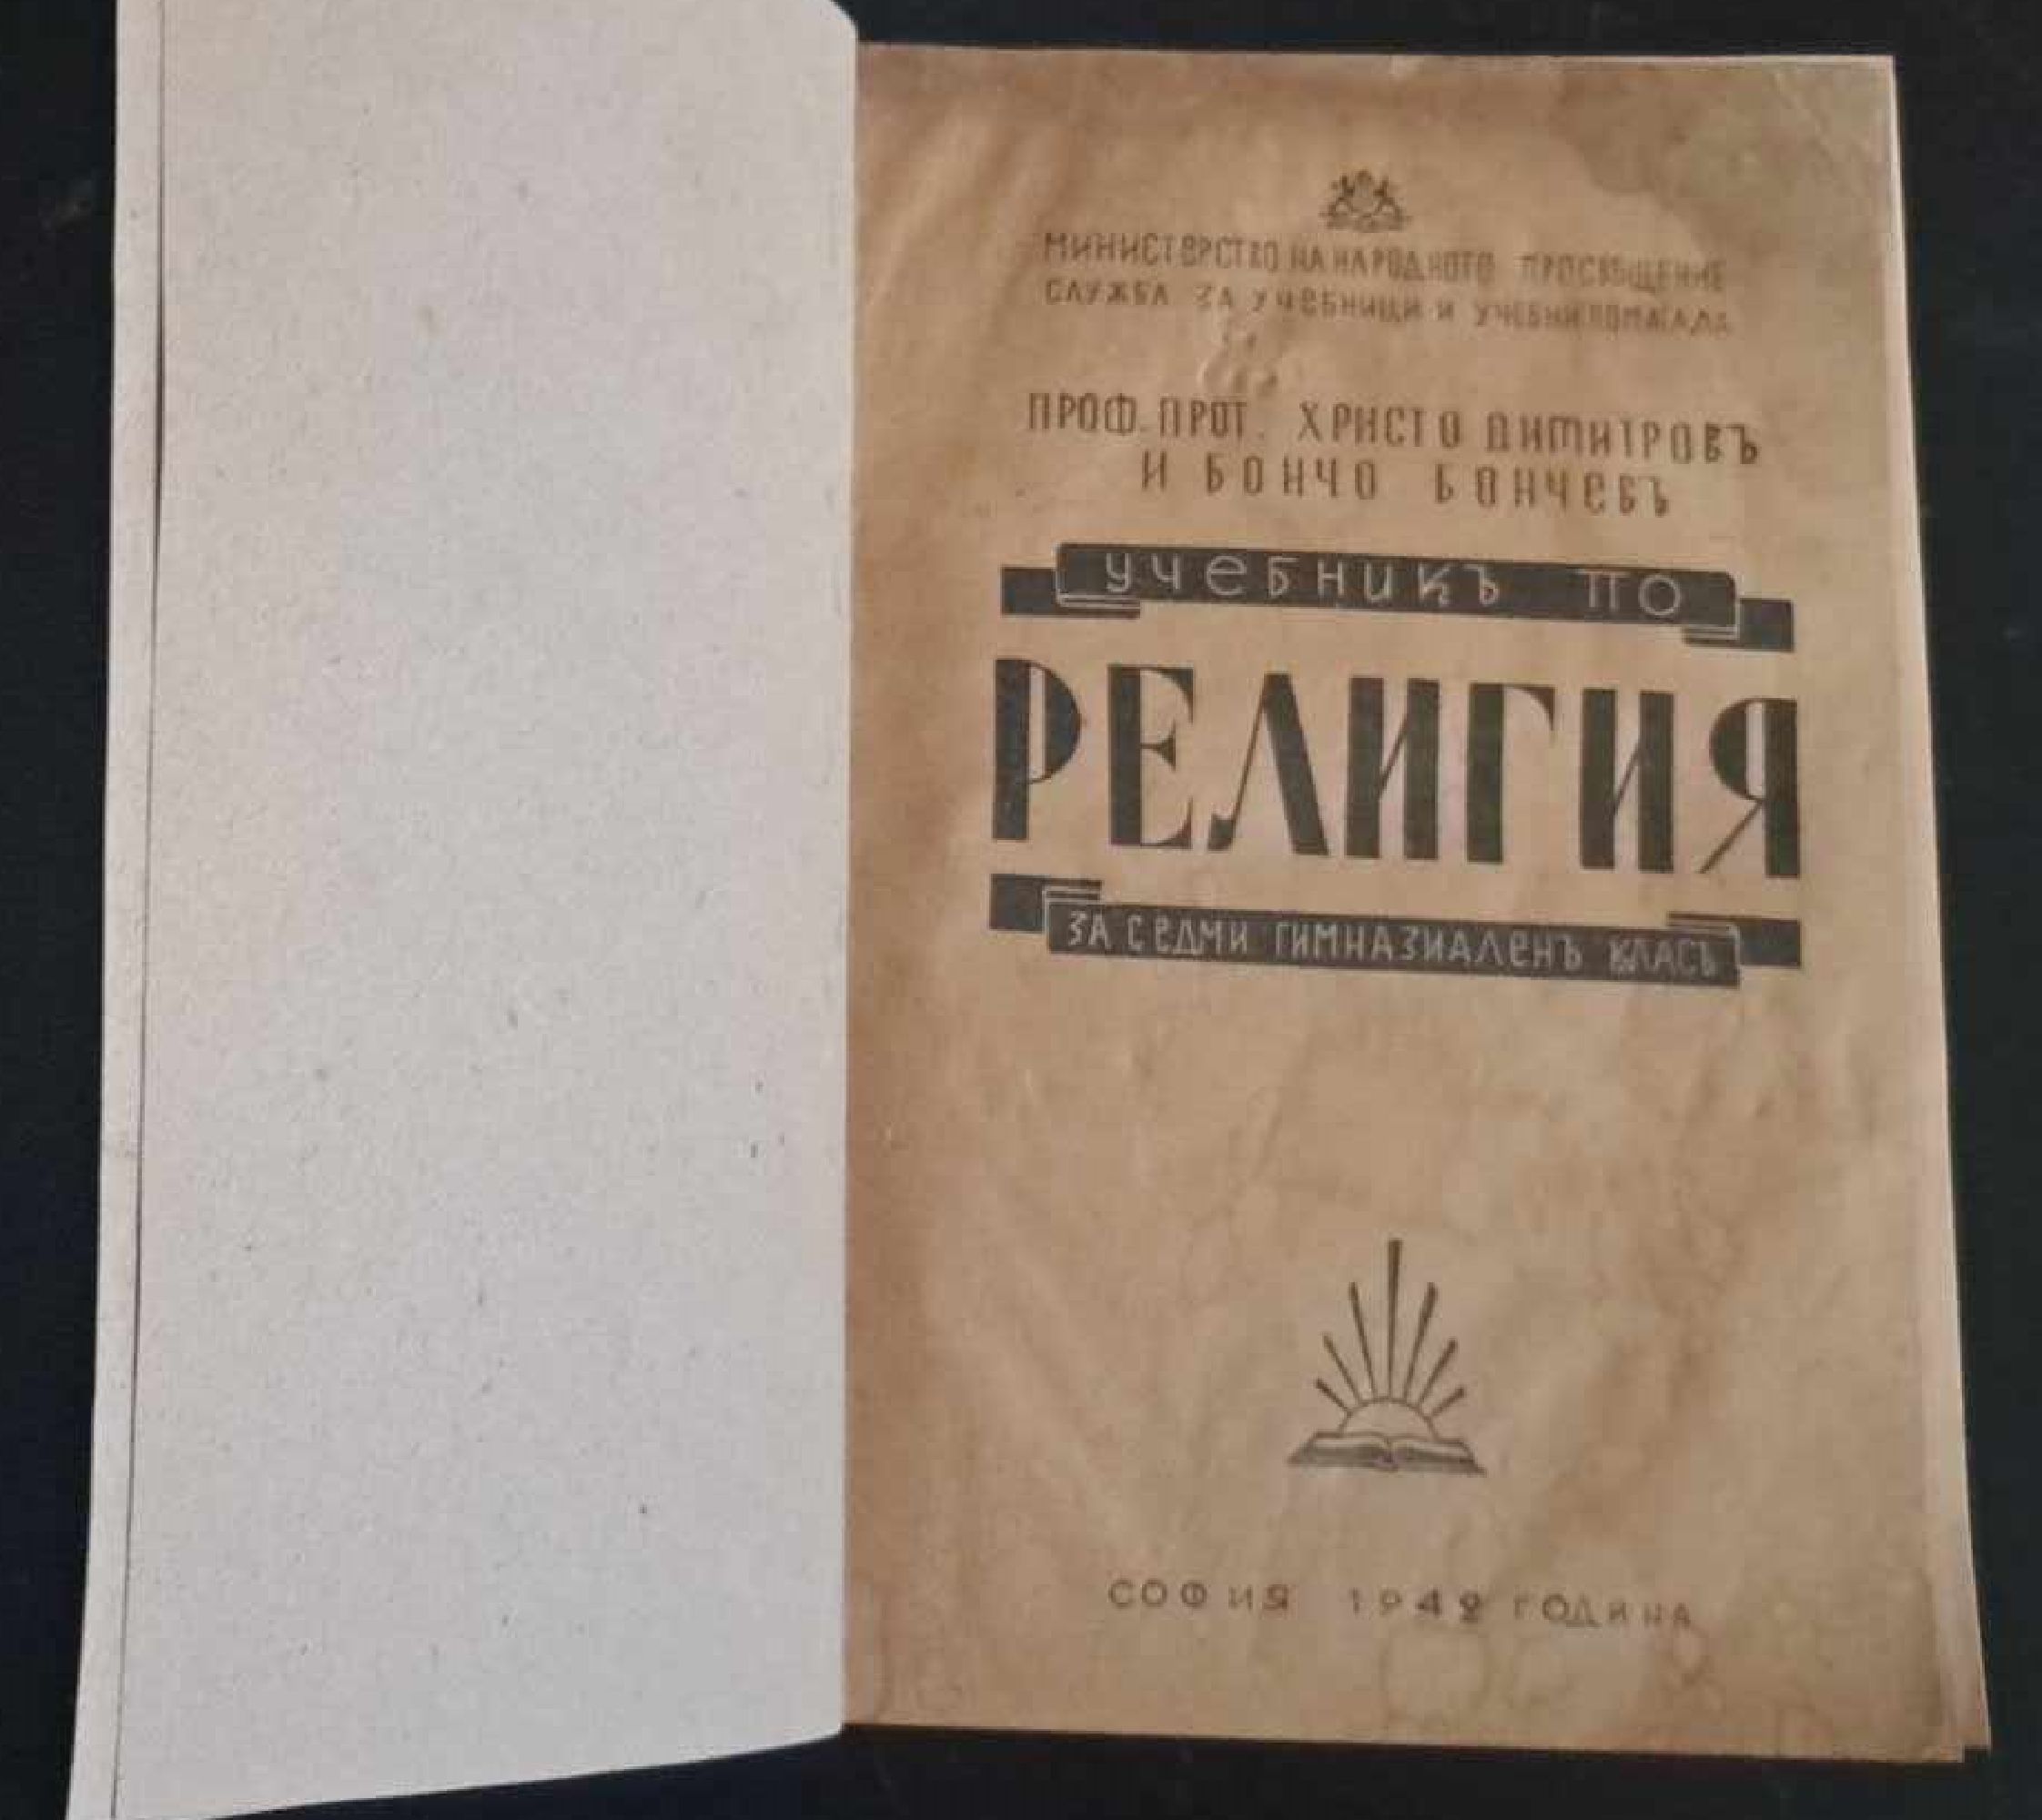 МИНИСТЕРСТВО НА НАРОДНОТО ПРОСВѢЩЕНИЕ
СЛУЖБА ЗА УЧЕБНИЦИ И УЧЕБНИ ПОМАГАЛА
ПРОФ. ПРОТ. ХРИСТО ДИМИТРОВЪ
И БОНЧО БОНЧЕВЪ
УЧЕБНИКЪ ПО
РЕЛИГИЯ
ЗА СЕДМИ ГИМНАЗИАЛЕНЪ КЛАСЪ
СОФИЯ 1942 ГОДИНА